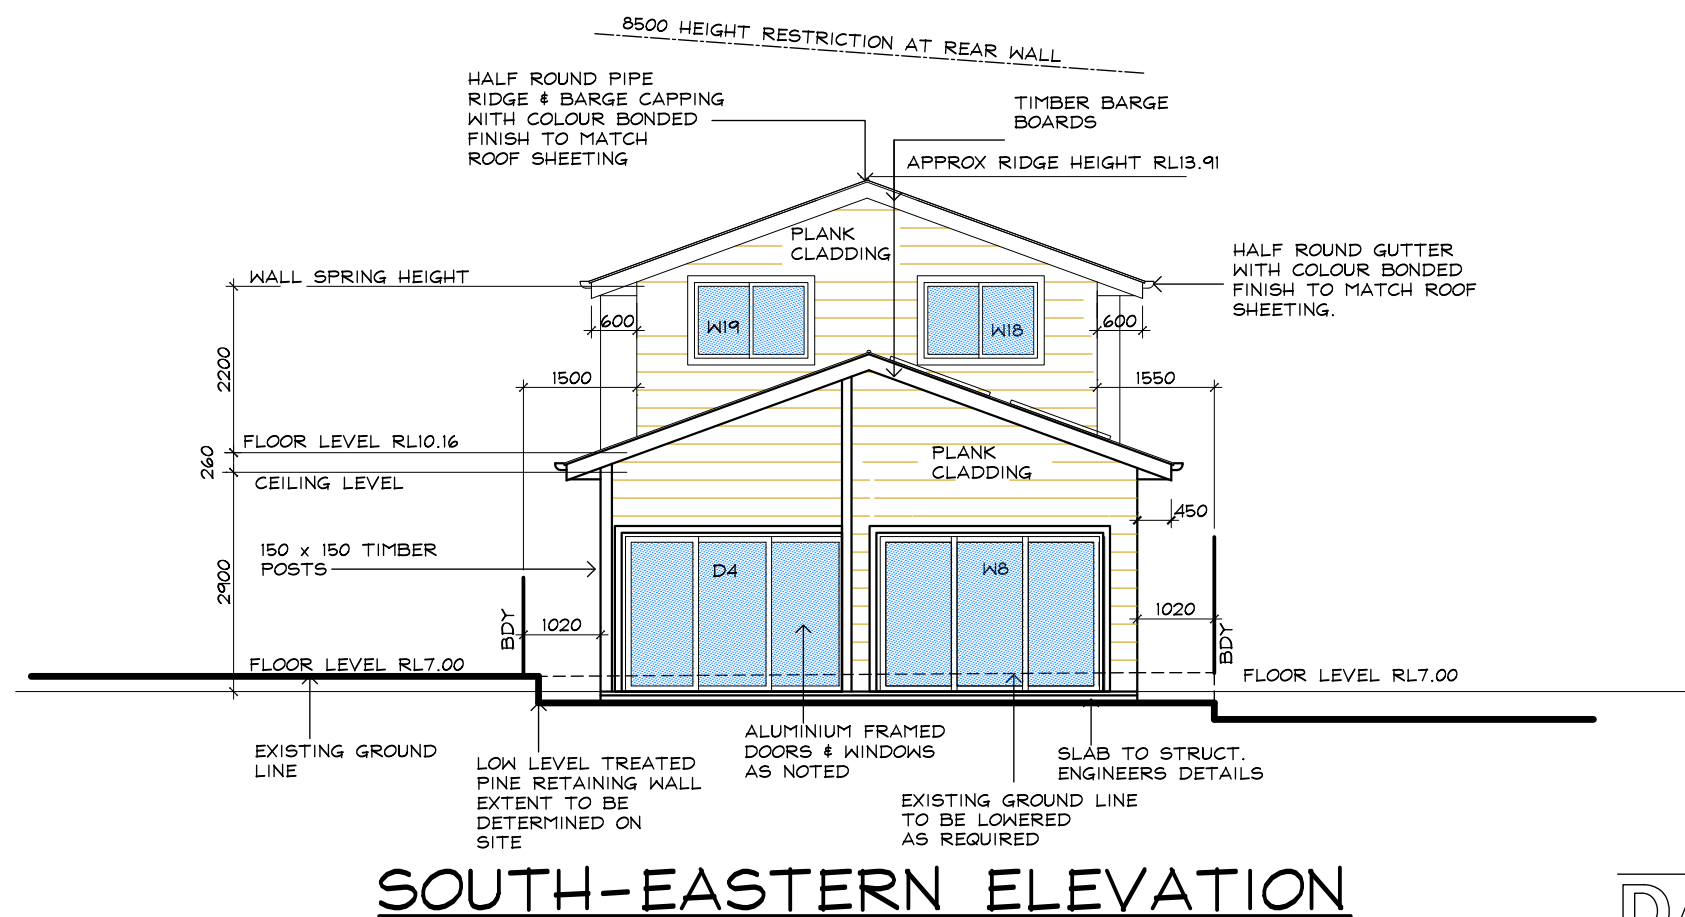 8500 HEIGHT RESTRICTION AT REAR WALL
HALF ROUND PIPE
RIDGE & BARGE CAPPING
WITH COLOUR BONDED
FINISH TO MATCH
ROOF SHEETING
TIMBER BARGE
BOARDS
APPROX RIDGE HEIGHT RL13.91
PLANK
CLADDING
HALF ROUND GUTTER
WITH COLOUR BONDED
FINISH TO MATCH ROOF
SHEETING.
WALL SPRING HEIGHT
600
W19
W18
600
2200
1500
1550
FLOOR LEVEL RL10.16
260
CEILING LEVEL
PLANK
CLADDING
450
150 x 150 TIMBER
POSTS
2900
D4
W8
BDY
1020
1020
BDY
FLOOR LEVEL RL7.00
FLOOR LEVEL RL7.00
EXISTING GROUND
LINE
LOW LEVEL TREATED
PINE RETAINING WALL
EXTENT TO BE
DETERMINED ON
SITE
ALUMINIUM FRAMED
DOORS & WINDOWS
AS NOTED
SLAB TO STRUCT.
ENGINEERS DETAILS
EXISTING GROUND LINE
TO BE LOWERED
AS REQUIRED
SOUTH-EASTERN ELEVATION